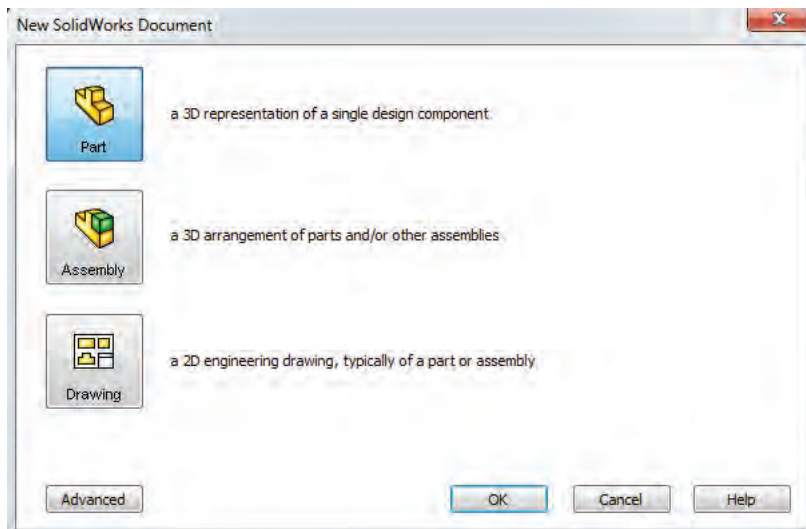 New SolidWorks Document
Part
a 3D representation of a single design component
Assembly
a 3D arrangement of parts and/or other assemblies
Drawing
a 2D engineering drawing, typically of a part or assembly
Advanced
OK
Cancel
Help